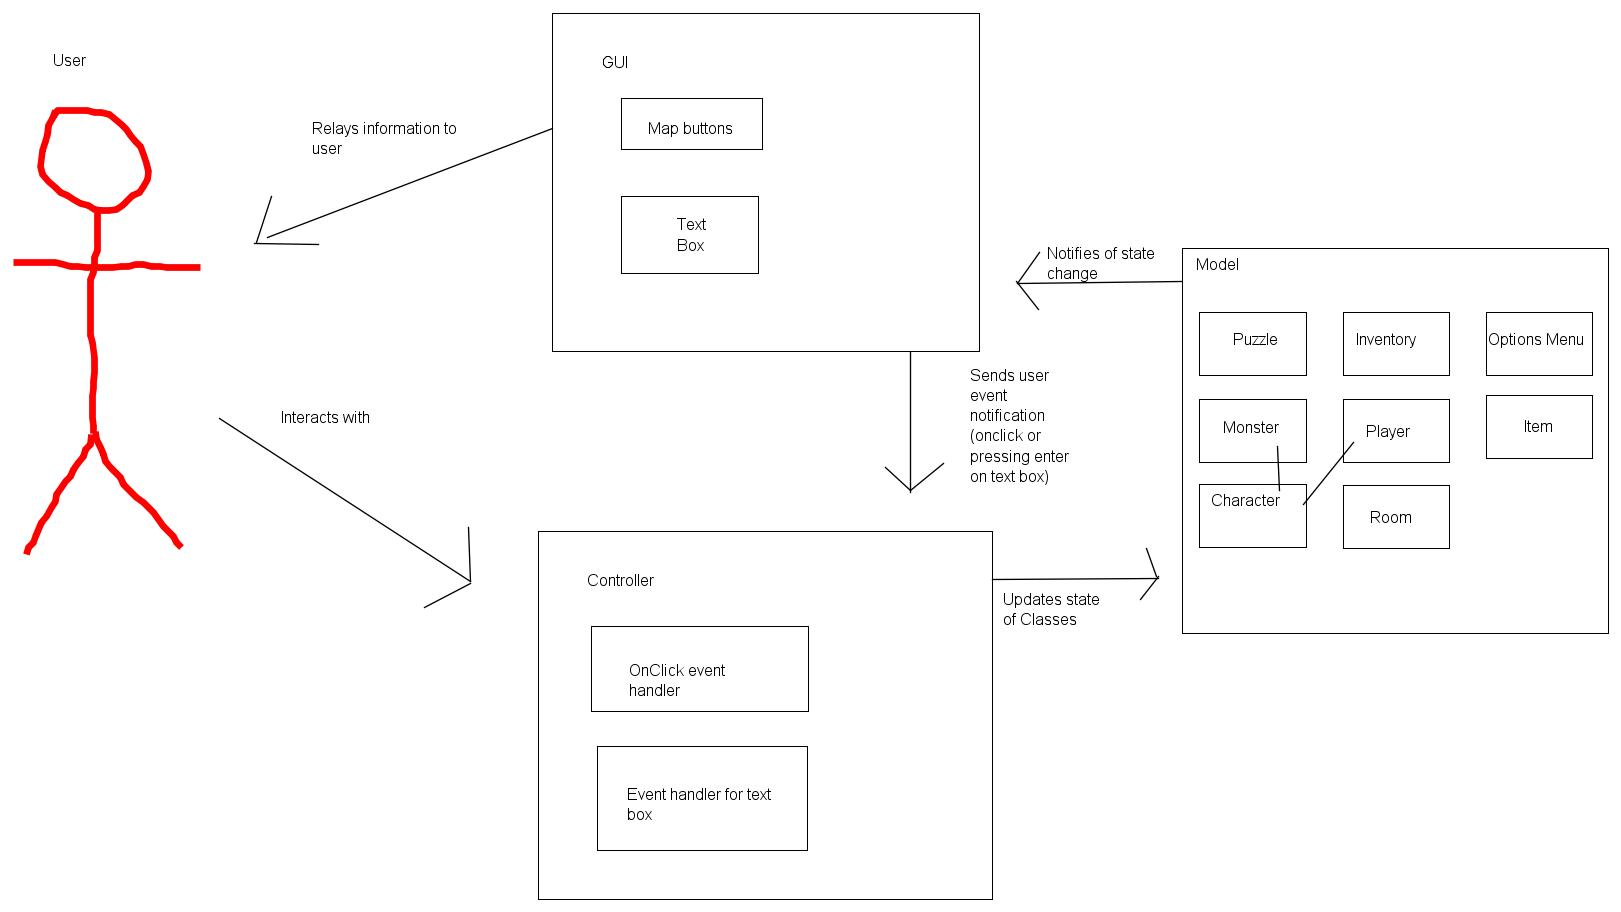 User
GUI
Map buttons
Relays information to
user
Text
Box
Notifies of state
change
Model
Puzzle
Inventory
Options Menu
Monster
Player
Item
Character
Room
Sends user
event
notification
(onclick or
pressing enter
on text box)
Interacts with
Controller
Updates state
of Classes
OnClick event
handler
Event handler for text
box